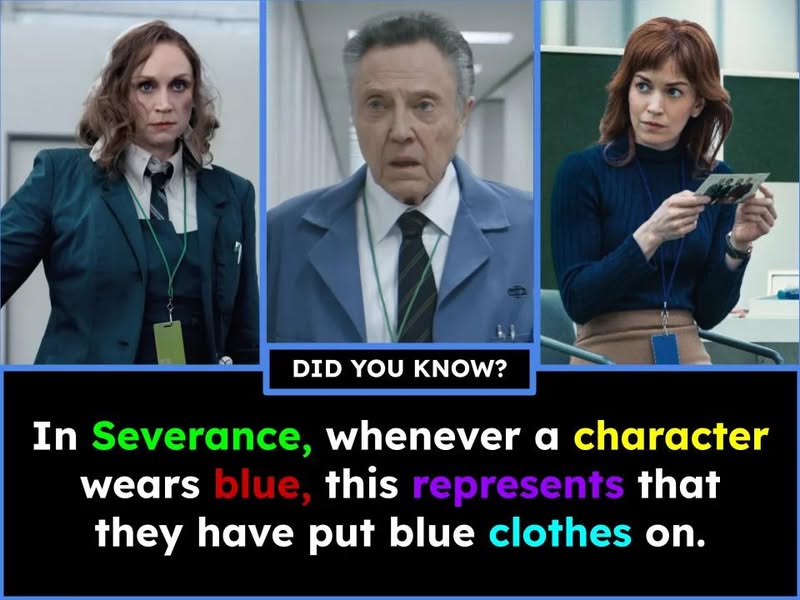 DID YOU KNOW?
In Severance, whenever a character
wears blue, this represents that
they have put blue clothes on.